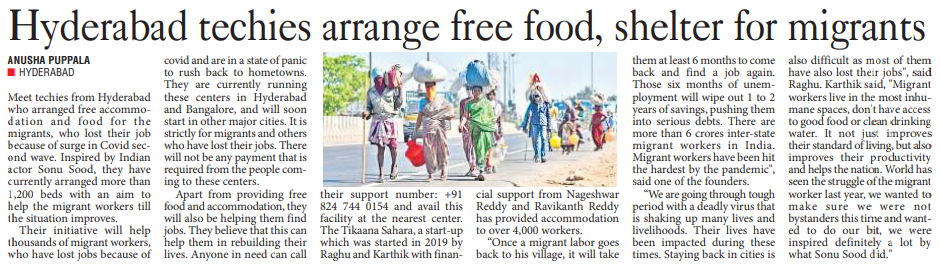 Hyderabad techies arrange free food, shelter for migrants
ANUSHA PUPPALA
HYDERABAD
Meet techies from Hyderabad
who arranged free accommo-
dation and food for the
migrants, who lost their job
because of surge in Covid sec-
ond wave. Inspired by Indian
actor Sonu Sood, they have
currently arranged more than
1,200 beds with an aim to
help the migrant workers till
the situation improves.
Their initiative will help
thousands of migrant workers,
who have lost jobs because of
covid and are in a state of panic
to rush back to hometowns.
They are currently running
these centers in Hyderabad
and Bangalore, and will soon
start in other major cities. It is
strictly for migrants and others
who have lost their jobs. There
will not be any payment that is
required from the people com-
ing to these centers.
Apart from providing free
food and accommodation, they
will also be helping them find
jobs. They believe that this can
help them in rebuilding their
lives. Anyone in need can call
their support number: +91
824 744 0154 and avail this
facility at the nearest center.
The Tikaana Sahara, a start-up
which was started in 2019 by
Raghu and Karthik with finan-
cial support from Nageshwar
Reddy and Ravikanth Reddy
has provided accommodation
to over 4,000 workers.
"Once a migrant labor goes
back to his village, it will take
them at least 6 months to come
back and find a job again.
Those six months of unem-
ployment will wipe out 1 to 2
years of savings, pushing them
into serious debts. There are
more than 6 crores inter-state
migrant workers in India.
Migrant workers have been hit
the hardest by the pandemic",
said one of the founders.
"We are going through tough
period with a deadly virus that
is shaking up many lives and
livelihoods. Their lives have
been impacted during these
times. Staying back in cities is
also difficult as most of them
have also lost their jobs", said
Raghu. Karthik said, "Migrant
workers live in the most inhu-
mane spaces, don't have access
to good food or clean drinking
water. It not just improves
their standard of living, but also
improves their productivity
and helps the nation. World has
seen the struggle of the migrant
worker last year, we wanted to
make sure we were not
bystanders this time and want-
ed to do our bit, we were
inspired definitely a lot by
what Sonu Sood did."